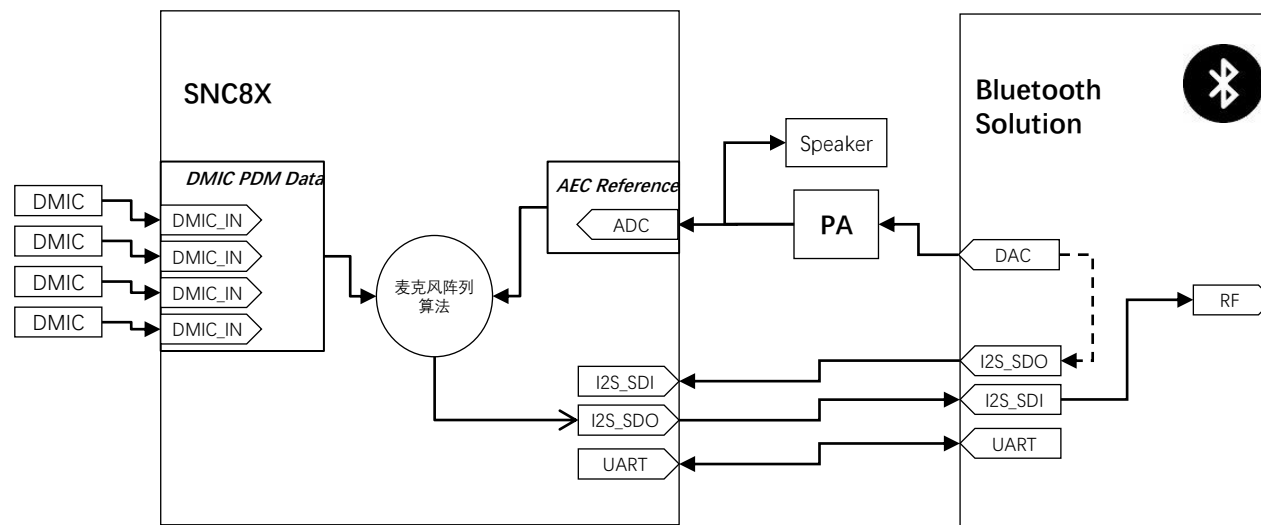 SNC8X
Bluetooth
Solution
DMIC PDM Data
DMIC
DMIC
DMIC
DMIC
DMIC_IN
DMIC_IN
DMIC_IN
DMIC_IN
麦克风阵列
算法
AEC Reference
ADC
Speaker
PA
DAC
RF
I2S_SDI
I2S_SDO
UART
I2S_SDO
I2S_SDI
UART